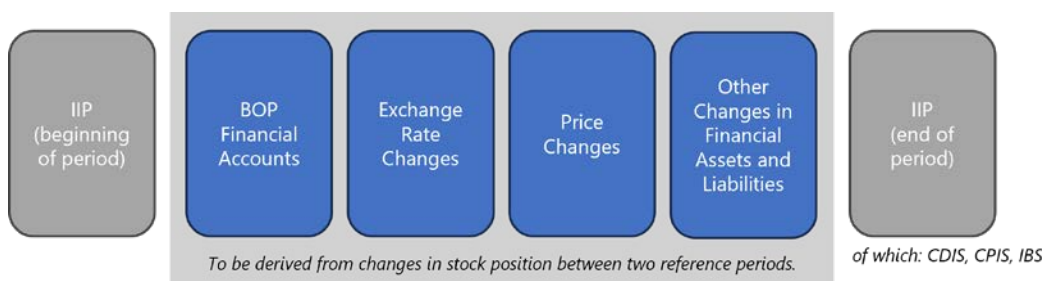 IIP
(beginning
of period)
BOP
Financial
Accounts
Exchange
Rate
Changes
Price
Changes
Other
Changes in
Financial
Assets and
Liabilities
IIP
(end of
period)
To be derived from changes in stock position between two reference periods.
of which: CDIS, CPIS, IBS